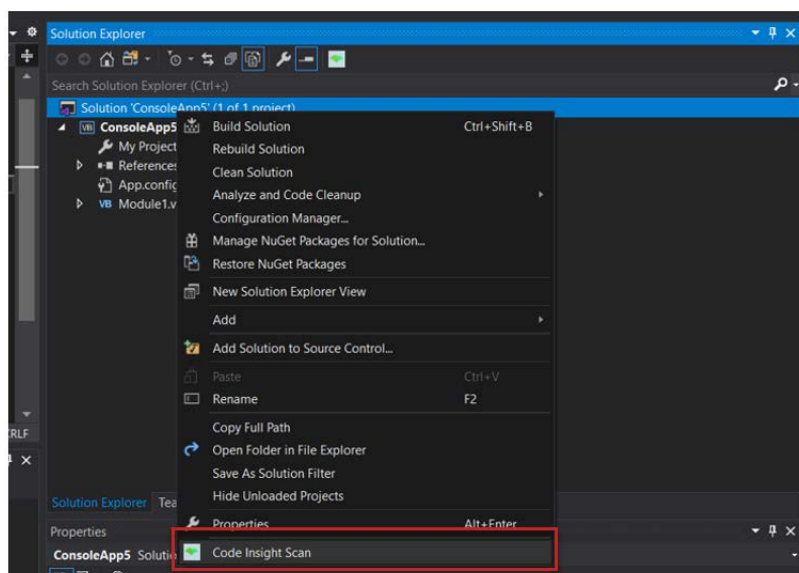 Solution Explorer
Search Solution Explorer (Ctrl+;)
Solution 'ConsoleApp5' (1 of 1 project)
ConsoleApp5
My Project
References
App.config
Module1.v
Build Solution Ctrl+Shift+B
Rebuild Solution
Clean Solution
Analyze and Code Cleanup
Configuration Manager...
Manage NuGet Packages for Solution...
Restore NuGet Packages
New Solution Explorer View
Add
Add Solution to Source Control...
Paste Ctrl+V
Rename F2
Copy Full Path
Open Folder in File Explorer
Save As Solution Filter
Hide Unloaded Projects
Properties Alt+Enter
Code Insight Scan
CRLF
Solution Explorer Tea
Properties
ConsoleApp5 Solutio